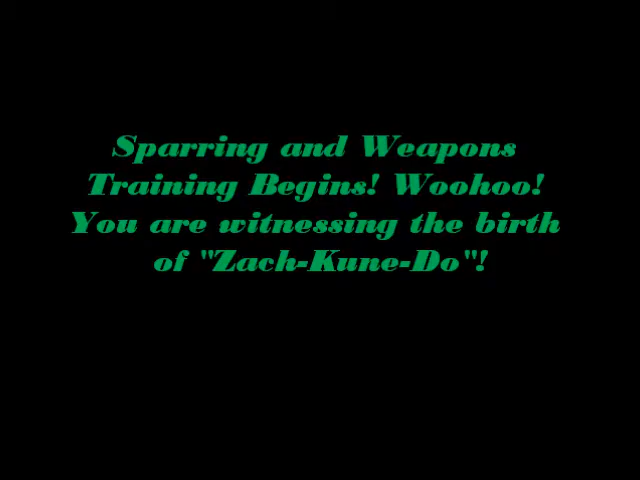 Sparring and Weapons
Training Begins! Woohoo!
You are witnessing the birth
of "Zach-Kune-Do"!